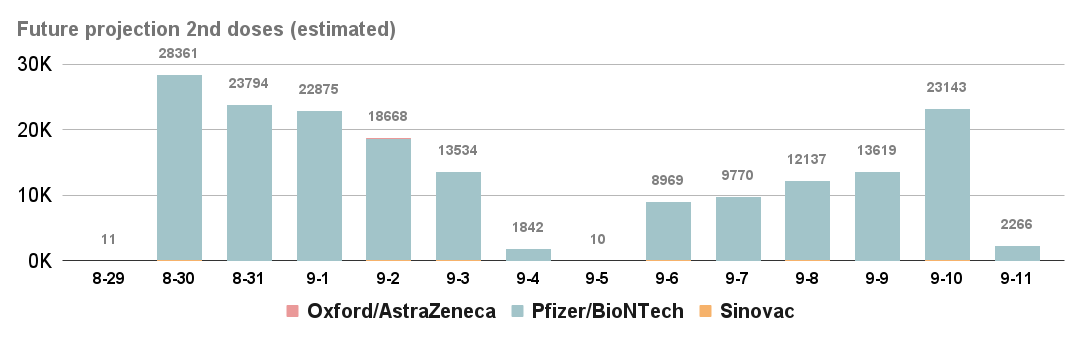 Future projection 2nd doses (estimated)
30K
20K
10K
0K
11
28361
23794
22875
18668
13534
1842
10
8969
9770
12137
13619
23143
2266
8-29 8-30 8-31 9-1 9-2 9-3 9-4 9-5 9-6 9-7 9-8 9-9 9-10 9-11
Oxford/AstraZeneca Pfizer/BioNTech Sinovac